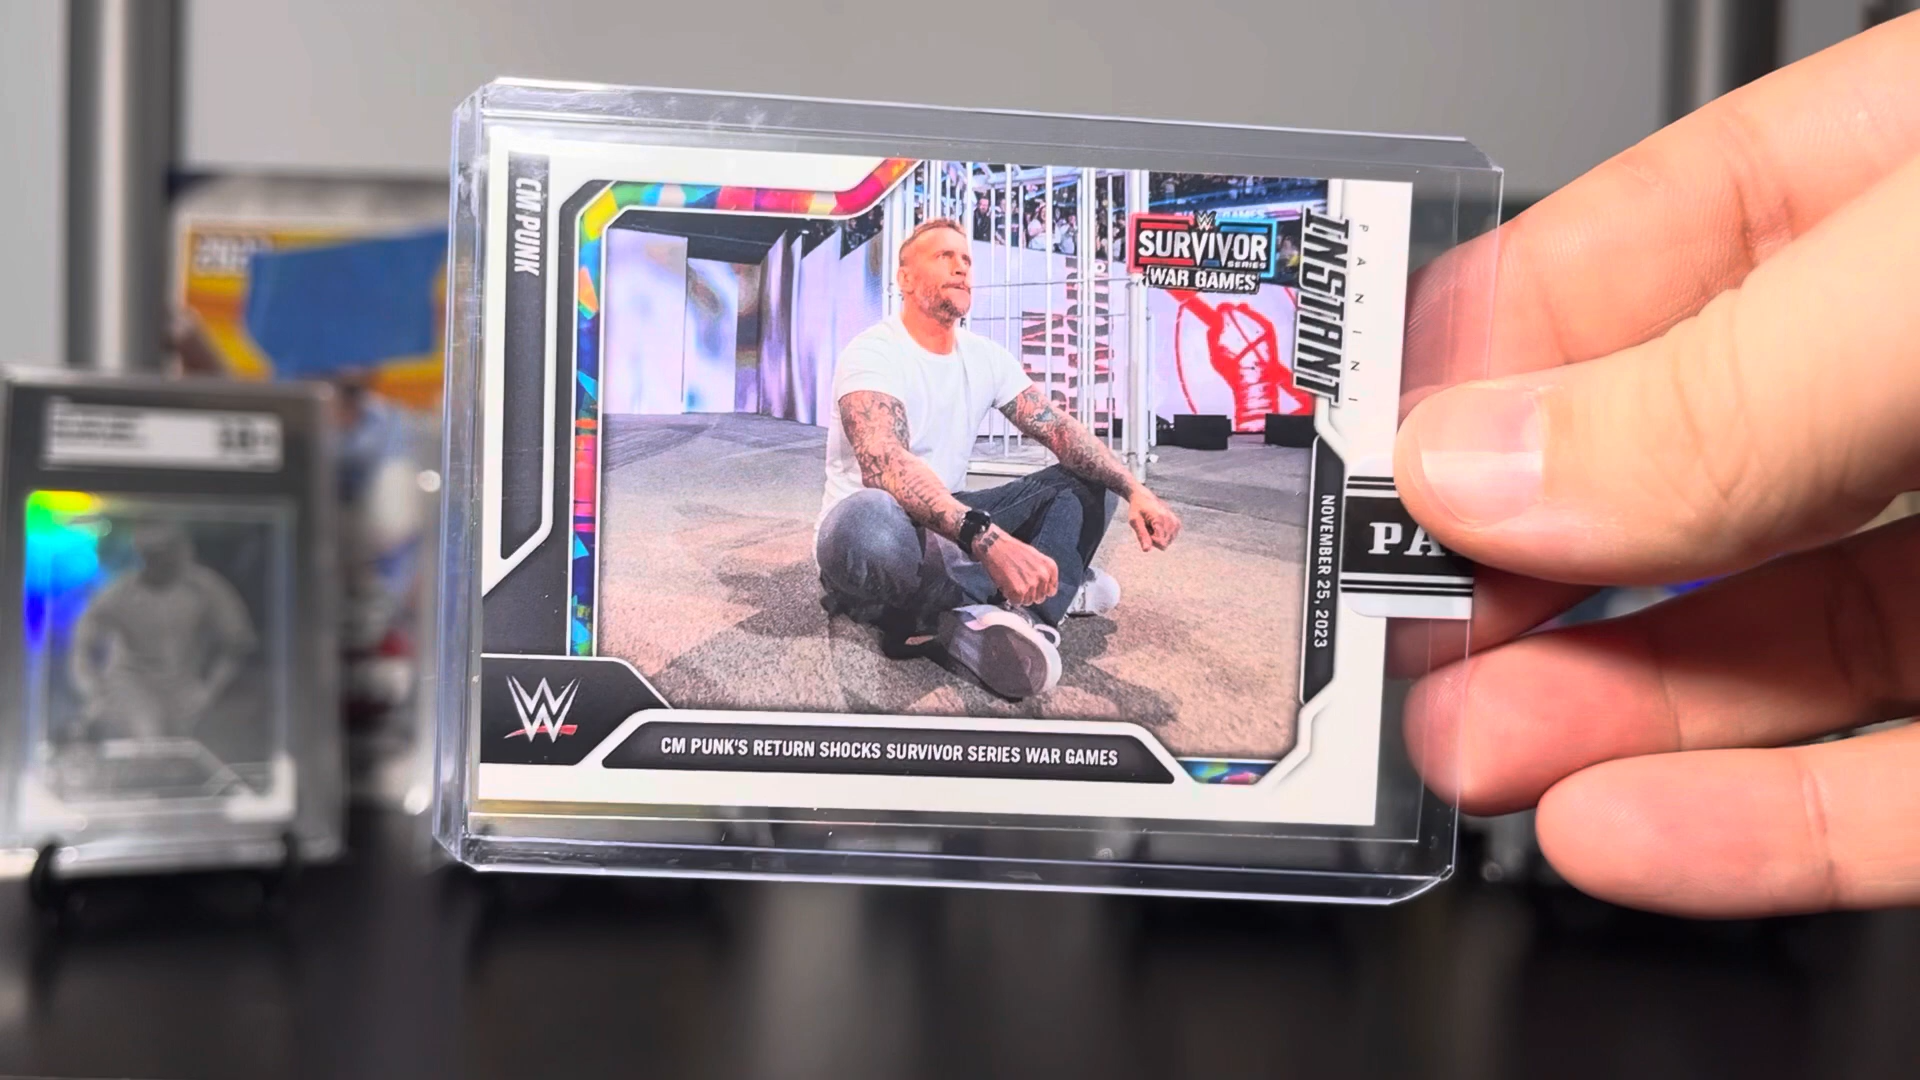 CM PUNK
SURVIVOR
SERIES
WAR GAMES
PANINI
INSTANT
NOVEMBER 25, 2023
PA
W
CM PUNK'S RETURN SHOCKS SURVIVOR SERIES WAR GAMES